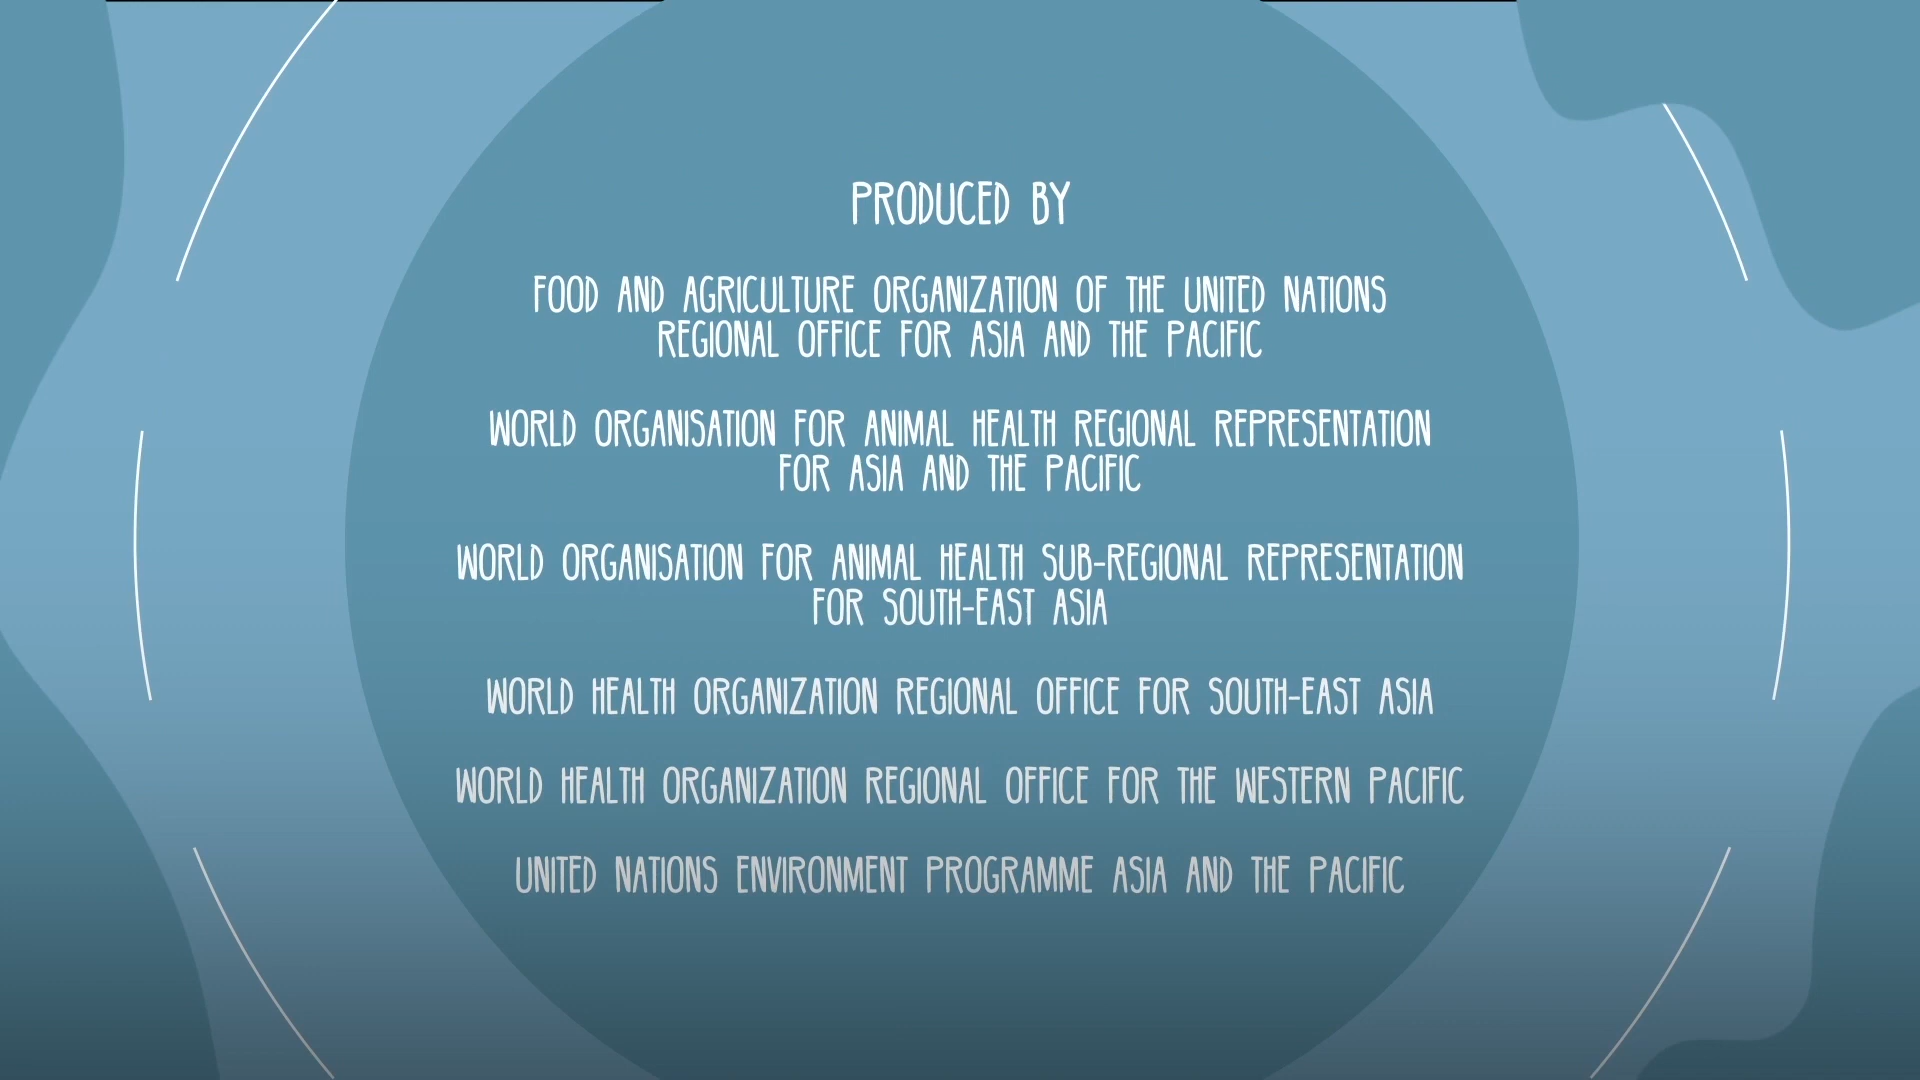 PRODUCED BY
FOOD AND AGRICULTURE ORGANIZATION OF THE UNITED NATIONS
REGIONAL OFFICE FOR ASIA AND THE PACIFIC
WORLD ORGANISATION FOR ANIMAL HEALTH REGIONAL REPRESENTATION
FOR ASIA AND THE PACIFIC
WORLD ORGANISATION FOR ANIMAL HEALTH SUB-REGIONAL REPRESENTATION
FOR SOUTH-EAST ASIA
WORLD HEALTH ORGANIZATION REGIONAL OFFICE FOR SOUTH-EAST ASIA
WORLD HEALTH ORGANIZATION REGIONAL OFFICE FOR THE WESTERN PACIFIC
UNITED NATIONS ENVIRONMENT PROGRAMME ASIA AND THE PACIFIC